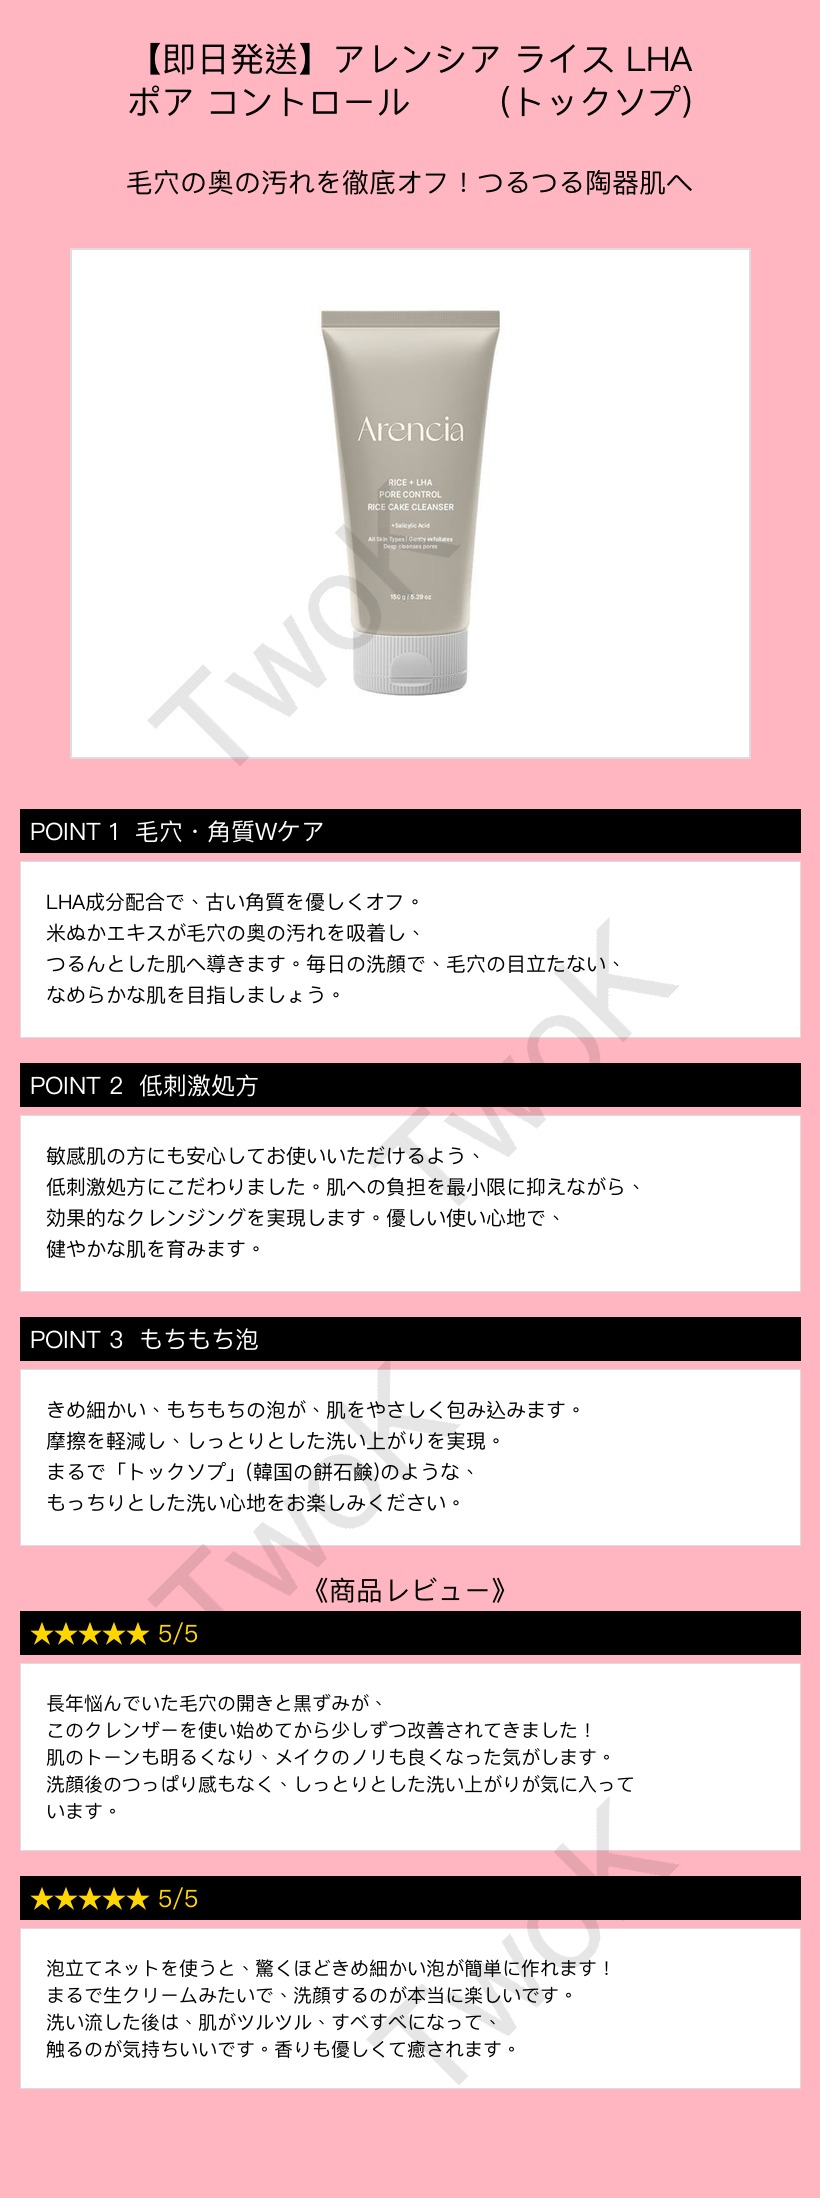 【即日発送】アレンシア ライス LHA
ポア コントロール　　(トックソプ)
毛穴の奥の汚れを徹底オフ！つるつる陶器肌へ
Arencia
RICE + LHA
PORE CONTROL
RICE CAKE CLEANSER
+Salicylic Acid
All Skin Types | Gently exfoliates
Deep cleanses pores
150 g / 5.29 oz
TwoK
POINT 1 毛穴・角質Wケア
LHA成分配合で、古い角質を優しくオフ。
米ぬかエキスが毛穴の奥の汚れを吸着し、
つるんとした肌へ導きます。毎日の洗顔で、毛穴の目立たない、
なめらかな肌を目指しましょう。
TwoK
POINT 2 低刺激処方
敏感肌の方にも安心してお使いいただけるよう、
低刺激処方にこだわりました。肌への負担を最小限に抑えながら、
効果的なクレンジングを実現します。優しい使い心地で、
健やかな肌を育みます。
POINT 3 もちもち泡
きめ細かい、もちもちの泡が、肌をやさしく包み込みます。
摩擦を軽減し、しっとりとした洗い上がりを実現。
まるで「トックソプ」(韓国の餅石鹸)のような、
もっちりとした洗い心地をお楽しみください。
TwoK
《商品レビュー》
★★★★★ 5/5
長年悩んでいた毛穴の開きと黒ずみが、
このクレンザーを使い始めてから少しずつ改善されてきました！
肌のトーンも明るくなり、メイクのノリも良くなった気がします。
洗顔後のつっぱり感もなく、しっとりとした洗い上がりが気に入って
います。
★★★★★ 5/5
泡立てネットを使うと、驚くほどきめ細かい泡が簡単に作れます！
まるで生クリームみたいで、洗顔するのが本当に楽しいです。
洗い流した後は、肌がツルツル、すべすべになって、
触るのが気持ちいいです。香りも優しくて癒されます。
TwoK